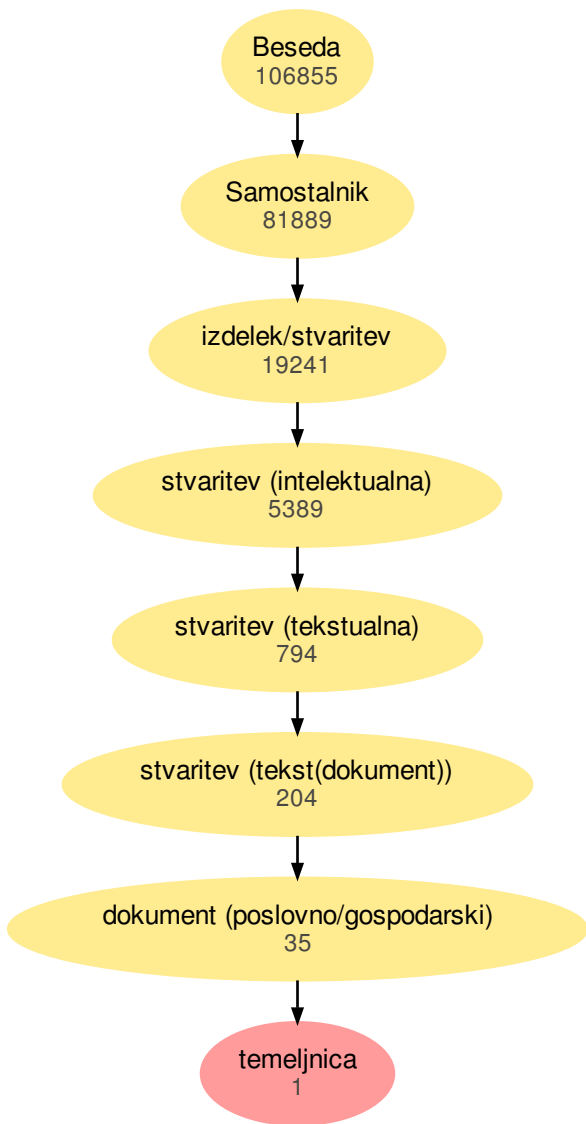 Beseda
106855
Samostalnik
81889
izdelek/stvaritev
19241
stvaritev (intelektualna)
5389
stvaritev (tekstualna)
794
stvaritev (tekst(dokument))
204
dokument (poslovno/gospodarski)
35
temeljnica
1